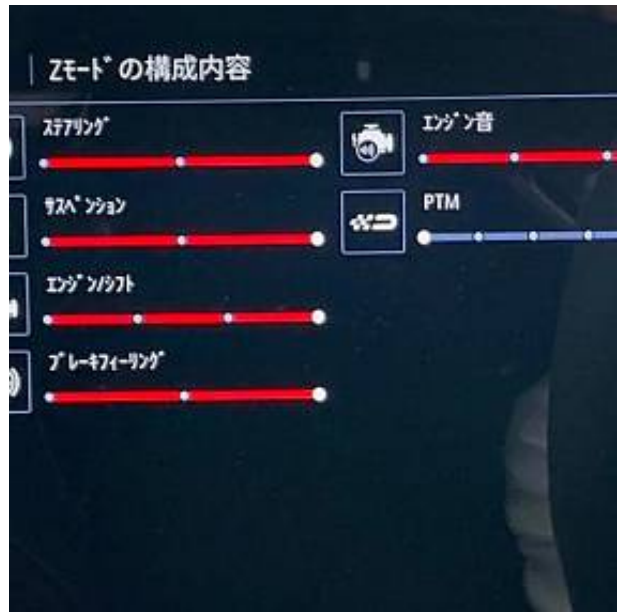 Zﾓｰﾄﾞの構成内容
ｽﾃｱﾘﾝｸﾞ
ｻｽﾍﾟﾝｼｮﾝ
ｴﾝｼﾞﾝ/ｼﾌﾄ
ﾌﾞﾚｰｷﾌｨｰﾘﾝｸﾞ
ｴﾝｼﾞﾝ音
PTM